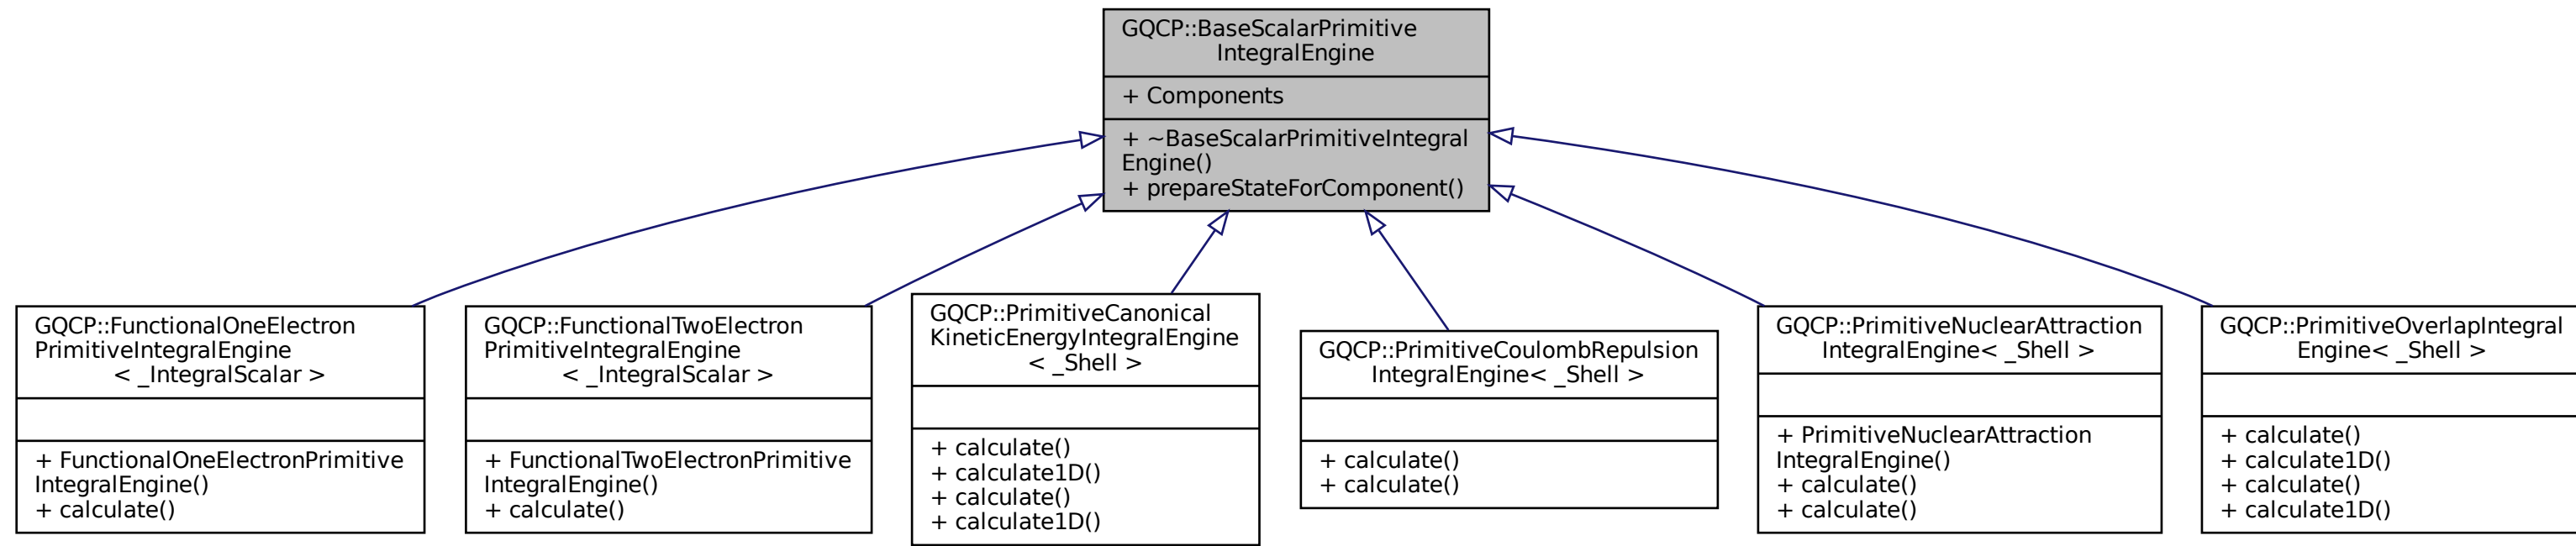 GQCP::BaseScalarPrimitive
IntegralEngine
+ Components
+ ~BaseScalarPrimitiveIntegral
Engine()
+ prepareStateForComponent()
GQCP::FunctionalOneElectron
PrimitiveIntegralEngine
< _IntegralScalar >
+ FunctionalOneElectronPrimitive
IntegralEngine()
+ calculate()
GQCP::FunctionalTwoElectron
PrimitiveIntegralEngine
< _IntegralScalar >
+ FunctionalTwoElectronPrimitive
IntegralEngine()
+ calculate()
GQCP::PrimitiveCanonical
KineticEnergyIntegralEngine
< _Shell >
+ calculate()
+ calculate1D()
+ calculate()
+ calculate1D()
GQCP::PrimitiveCoulombRepulsion
IntegralEngine< _Shell >
+ calculate()
+ calculate()
GQCP::PrimitiveNuclearAttraction
IntegralEngine< _Shell >
+ PrimitiveNuclearAttraction
IntegralEngine()
+ calculate()
+ calculate()
GQCP::PrimitiveOverlapIntegral
Engine< _Shell >
+ calculate()
+ calculate1D()
+ calculate()
+ calculate1D()